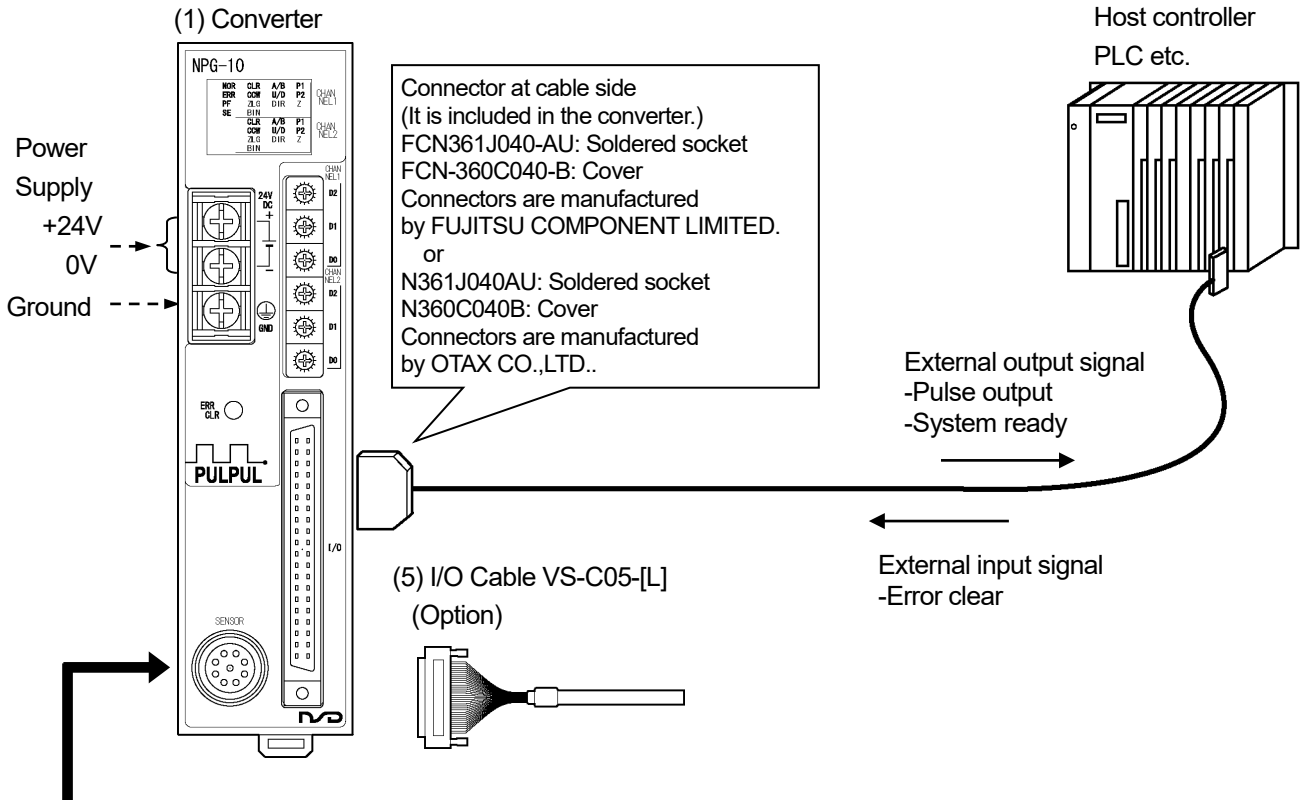 (1) Converter
Host controller
PLC etc.
NPG-10
NOR CLR A/B P1
ERR CCW U/D P2
PF ZLG DIR Z
SE BIN
CHAN
NEL1
CLR A/B P1
CCW U/D P2
ZLG DIR Z
BIN
CHAN
NEL2
Connector at cable side
(It is included in the converter.)
FCN361J040-AU: Soldered socket
FCN-360C040-B: Cover
Connectors are manufactured
by FUJITSU COMPONENT LIMITED.
or
N361J040AU: Soldered socket
N360C040B: Cover
Connectors are manufactured
by OTAX CO.,LTD..
Power
Supply
+24V
0V
Ground
24V
DC
+
-
GND
CHAN
NEL1
D2
D1
D0
CHAN
NEL2
D2
D1
D0
ERR
CLR
PULPUL
I/O
SENSOR
NSD
External output signal
-Pulse output
-System ready
External input signal
-Error clear
(5) I/O Cable VS-C05-[L]
(Option)